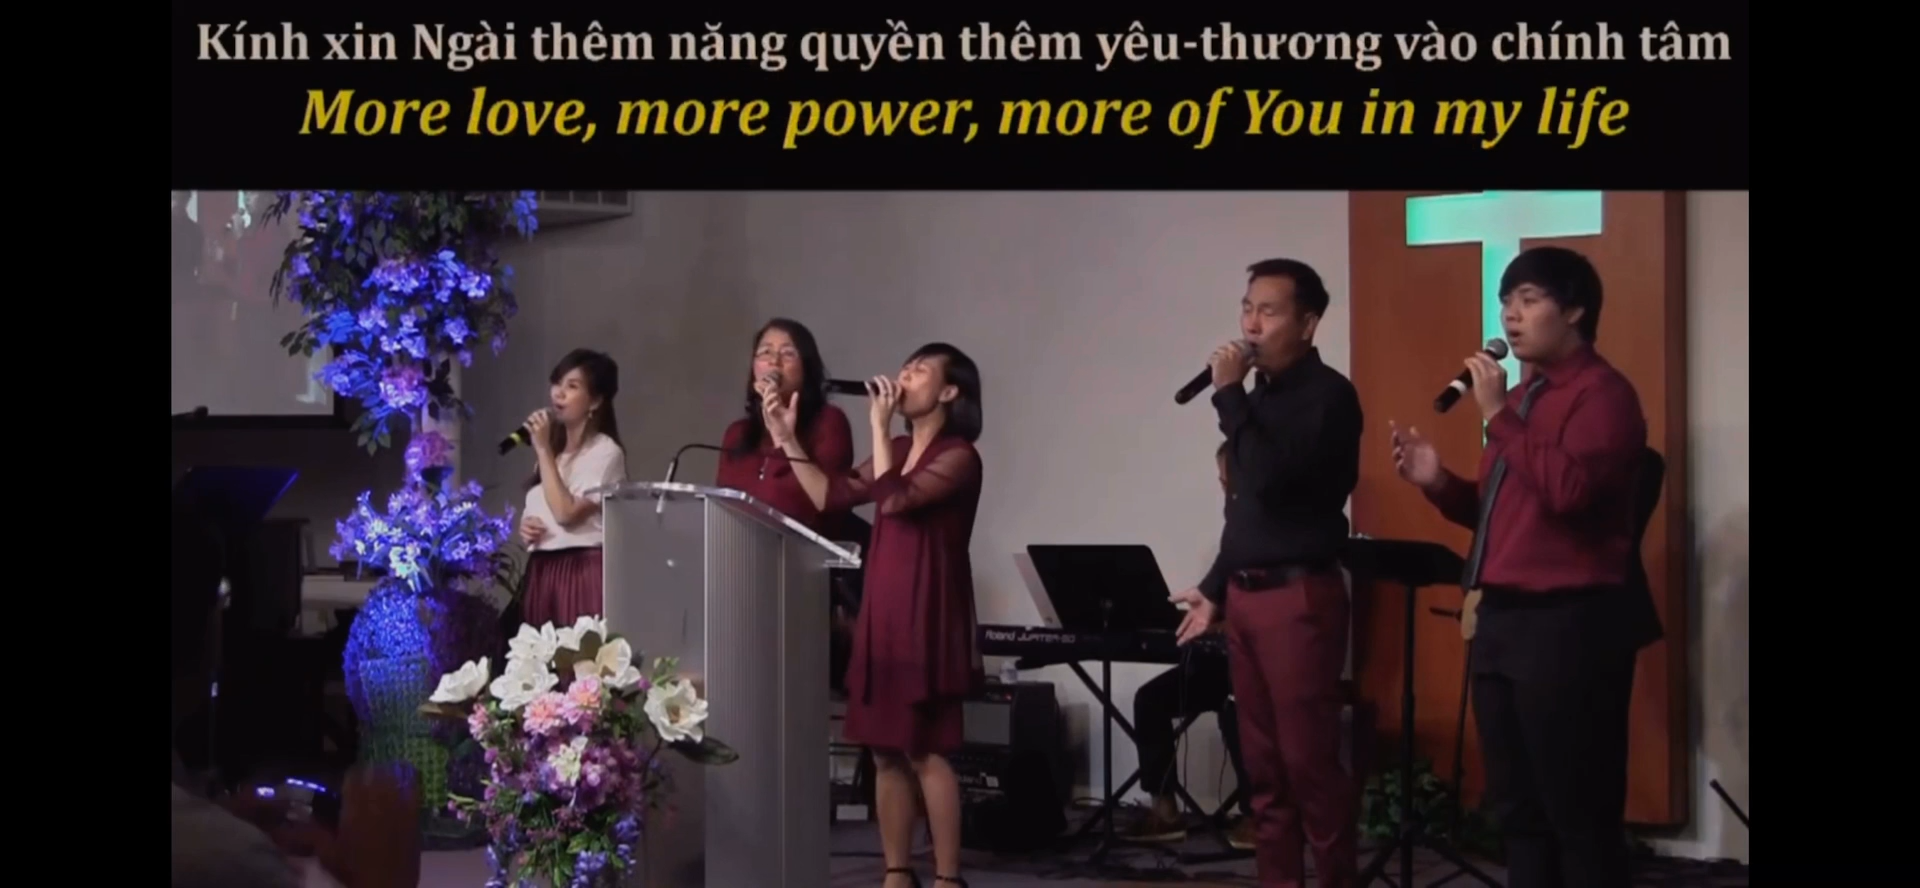 Kính xin Ngài thêm năng quyền thêm yêu-thương vào chính tâm
More love, more power, more of You in my life
Roland JUPITER-80